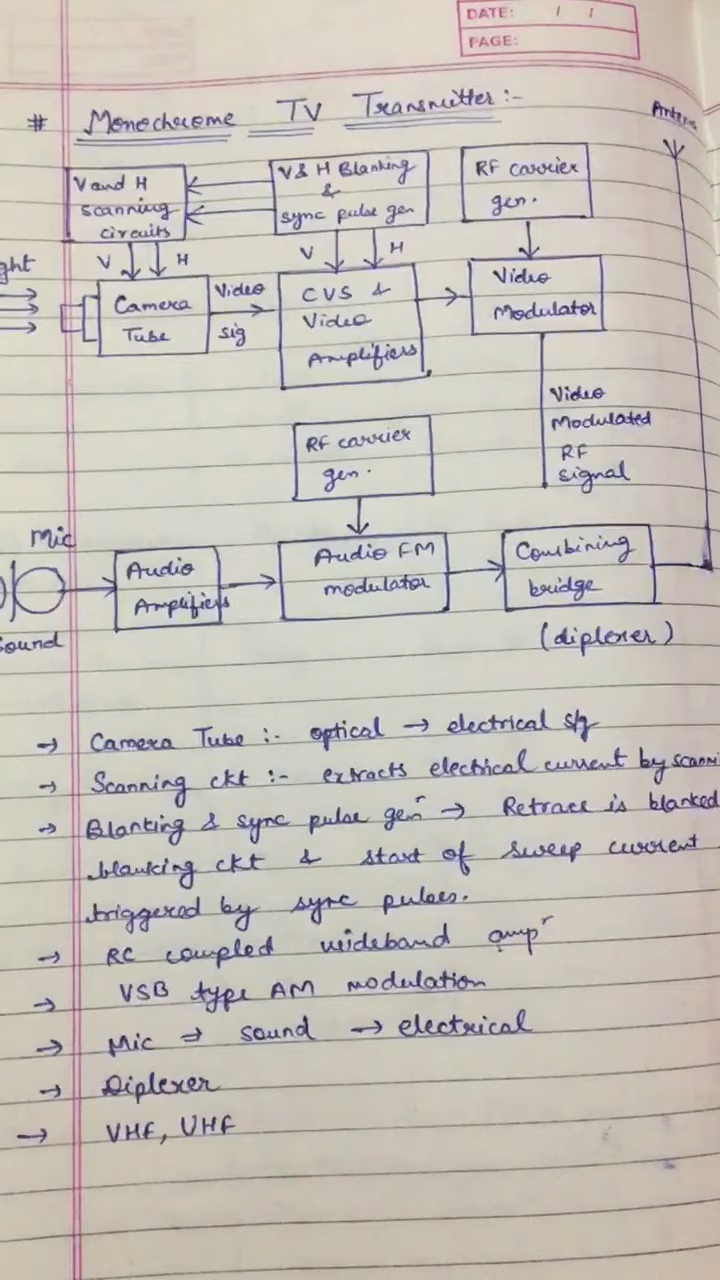 DATE: / /
PAGE:
# Monochrome TV Transmitter :-
Antenn
V and H
scanning
circuits
V&H Blanking
&
sync pulse gen
RF carrier
gen.
V H
V H
ght
Camera
Tube
Video
sig
CVS &
Video
Amplifiers
Video
Modulator
Video
Modulated
RF
signal
RF carrier
gen.
Mic
Sound
Audio
Amplifiers
Audio FM
modulator
Combining
bridge
(diplexer)
→ Camera Tube :- optical → electrical s/g
→ Scanning ckt :- extracts electrical current by scanni
→ Blanking & sync pulse genr → Retrace is blanked
blanking ckt & start of sweep current
triggered by sync pulses.
→ RC coupled wideband ampr
→ VSB type AM modulation
→ Mic → sound → electrical
→ Diplexer
→ VHF, UHF